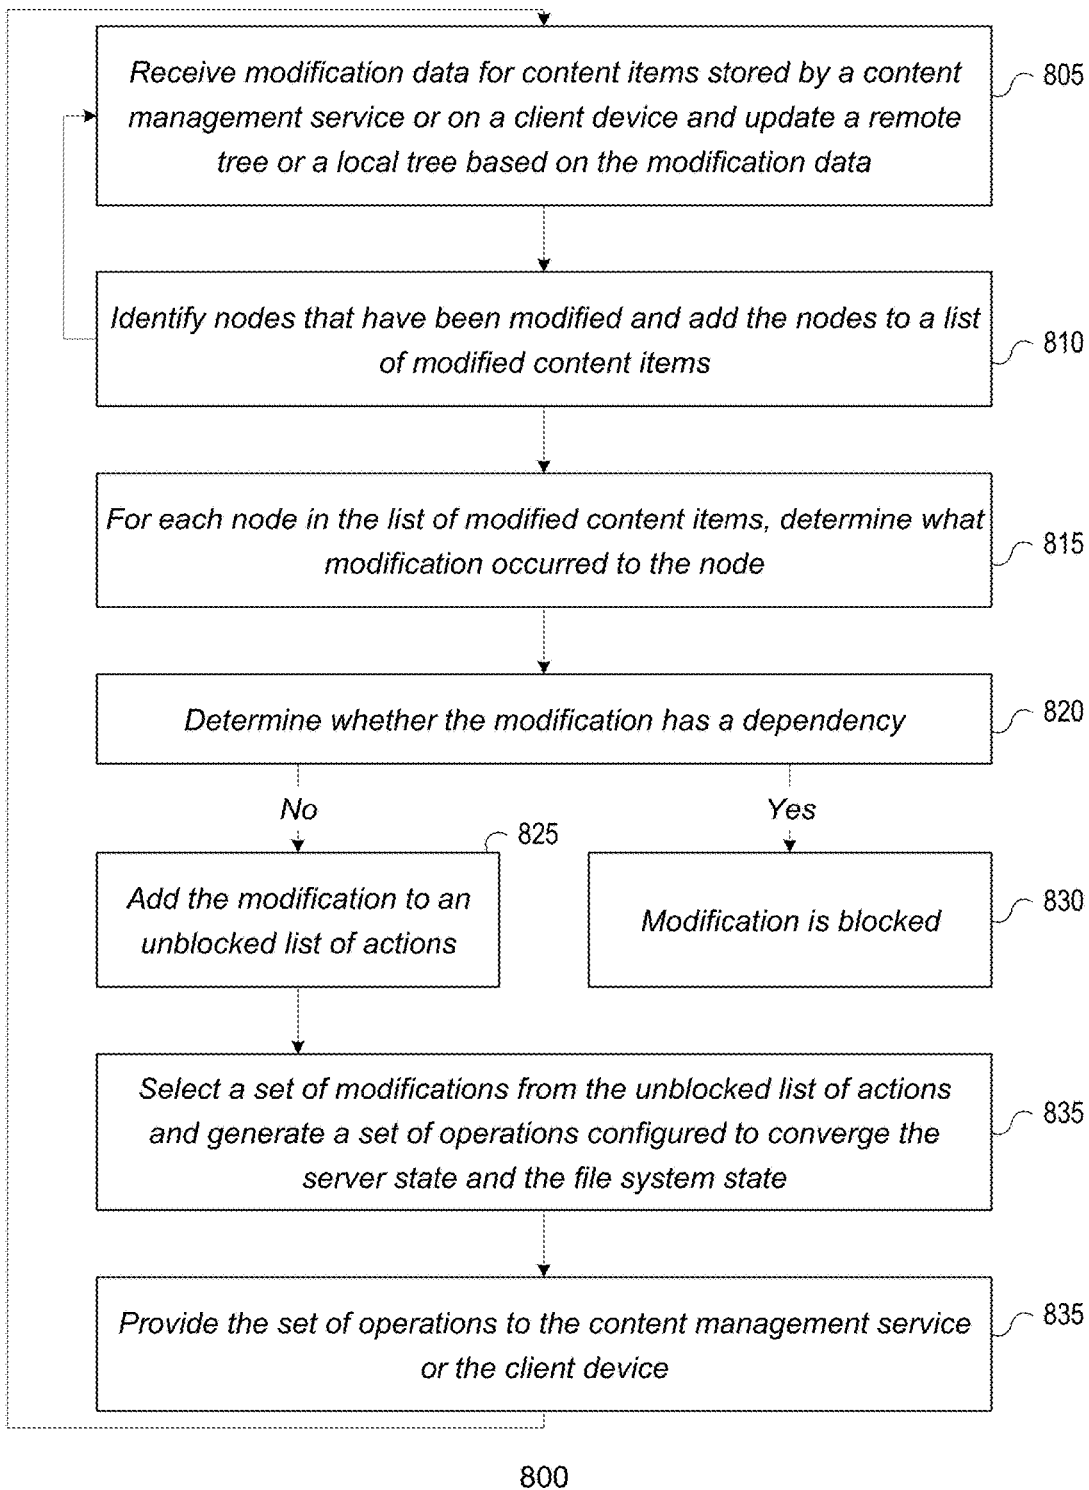 Receive modification data for content items stored by a content
management service or on a client device and update a remote
tree or a local tree based on the modification data
805
Identify nodes that have been modified and add the nodes to a list
of modified content items
810
For each node in the list of modified content items, determine what
modification occurred to the node
815
Determine whether the modification has a dependency
820
No
Yes
825
Add the modification to an
unblocked list of actions
Modification is blocked
830
Select a set of modifications from the unblocked list of actions
and generate a set of operations configured to converge the
server state and the file system state
835
Provide the set of operations to the content management service
or the client device
835
800